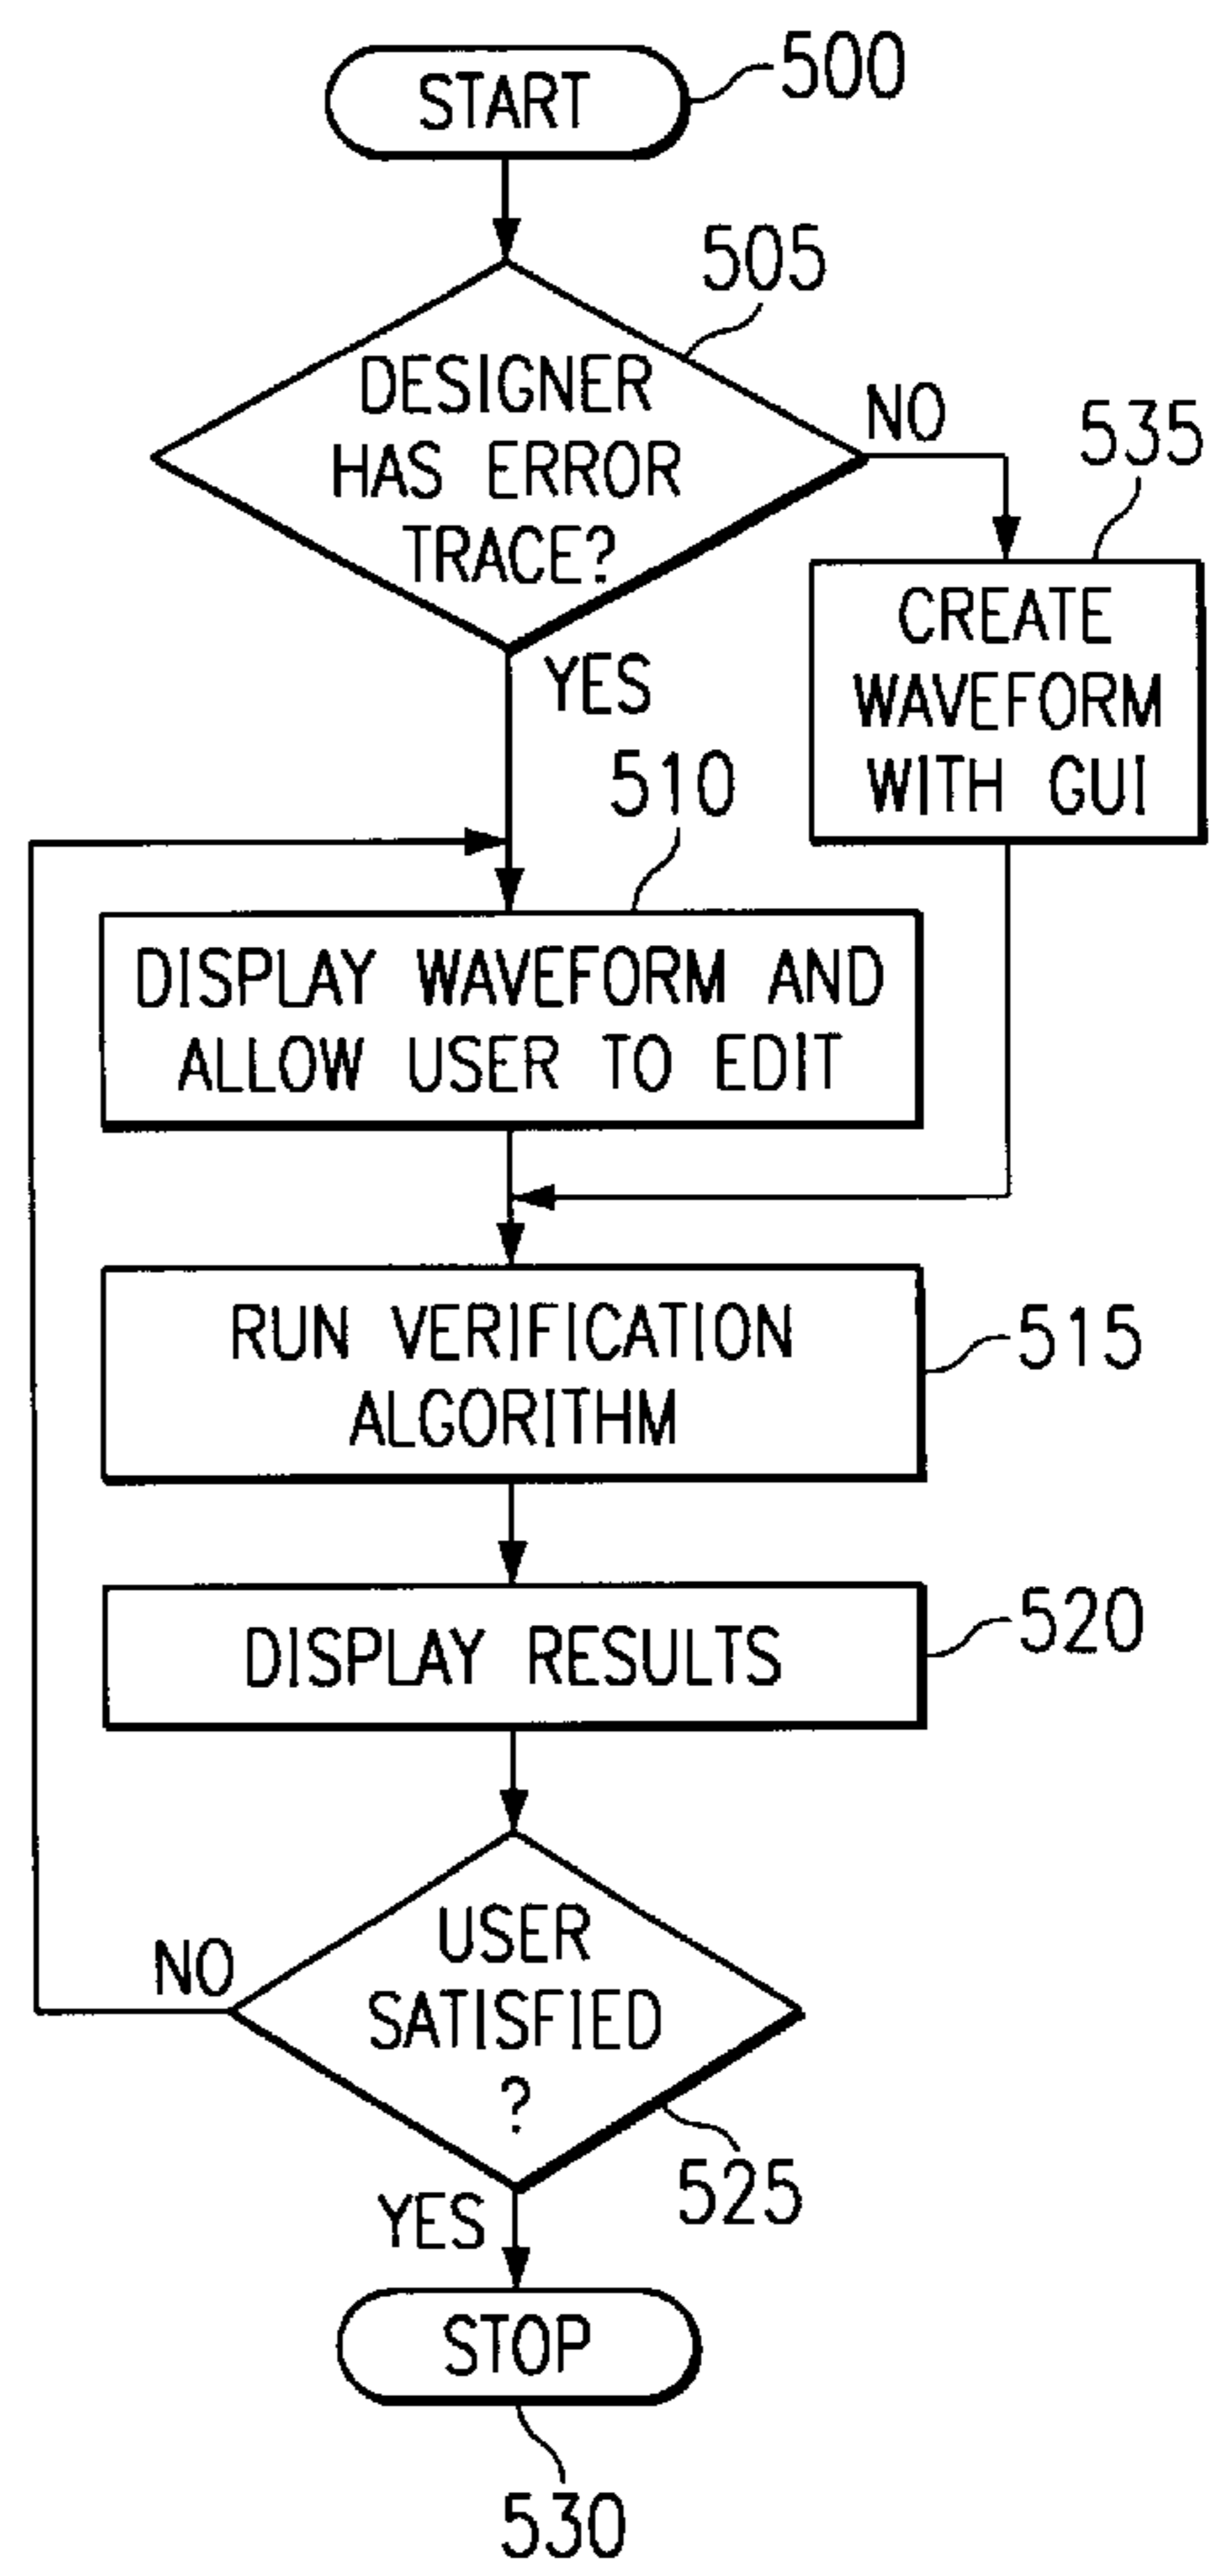 START
500
505
DESIGNER
HAS ERROR
TRACE?
NO
535
CREATE
WAVEFORM
WITH GUI
YES
510
DISPLAY WAVEFORM AND
ALLOW USER TO EDIT
RUN VERIFICATION
ALGORITHM
515
DISPLAY RESULTS
520
USER
SATISFIED
?
NO
525
YES
STOP
530